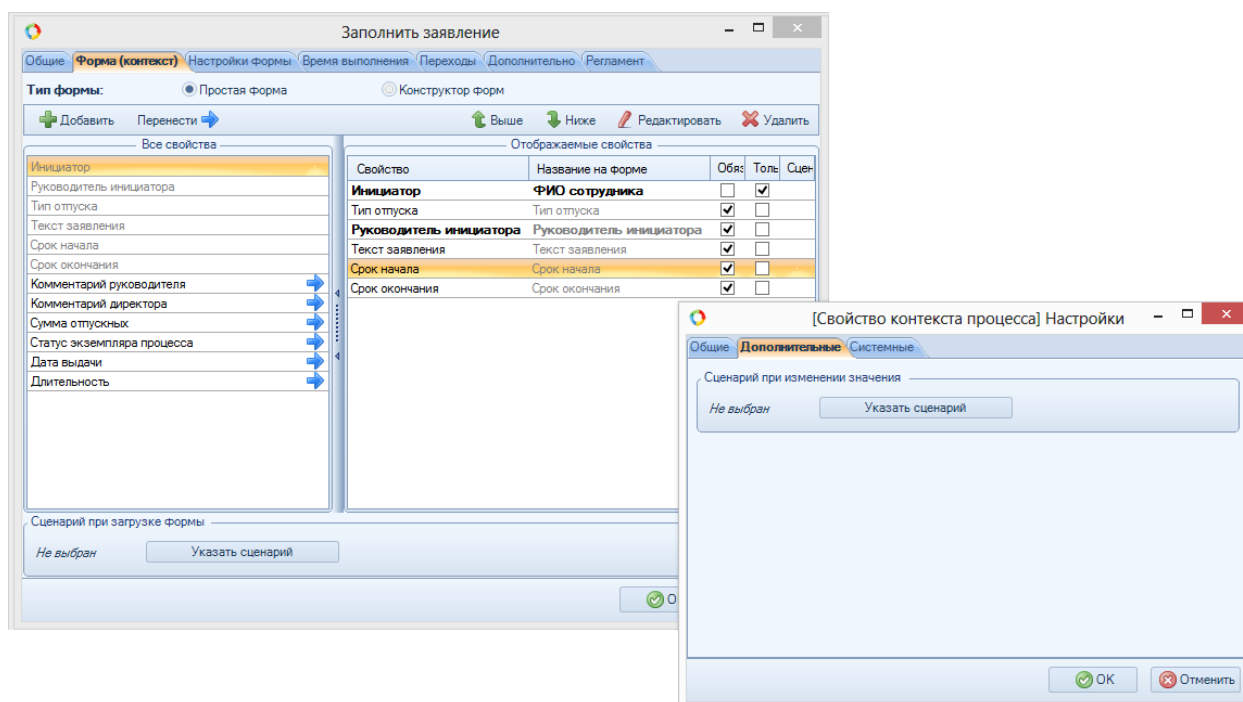 Заполнить заявление
Общие Форма (контекст) Настройки формы Время выполнения Переходы Дополнительно Регламент
Тип формы: Простая форма Конструктор форм
Добавить Перенести Выше Ниже Редактировать Удалить
Все свойства
Инициатор
Руководитель инициатора
Тип отпуска
Текст заявления
Срок начала
Срок окончания
Комментарий руководителя
Комментарий директора
Сумма отпускных
Статус экземпляра процесса
Дата выдачи
Длительность
Отображаемые свойства
Свойство Название на форме Обяз Толь Цен
Инициатор ФИО сотрудника
Тип отпуска Тип отпуска
Руководитель инициатора Руководитель инициатора
Текст заявления Текст заявления
Срок начала Срок начала
Срок окончания Срок окончания
Сценарий при загрузке формы
Не выбран Указать сценарий
О
[Свойство контекста процесса] Настройки
Общие Дополнительные Системные
Сценарий при изменении значения
Не выбран Указать сценарий
ОК Отменить